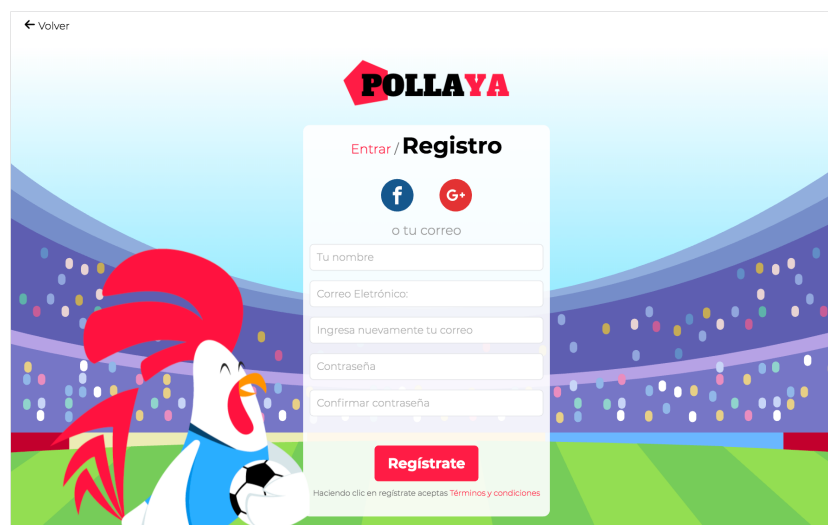 ← Volver
POLLAYA
Entrar / Registro
f G+
o tu correo
Tu nombre
Correo Eletrónico:
Ingresa nuevamente tu correo
Contraseña
Confirmar contraseña
Regístrate
Haciendo clic en regístrate aceptas Términos y condiciones